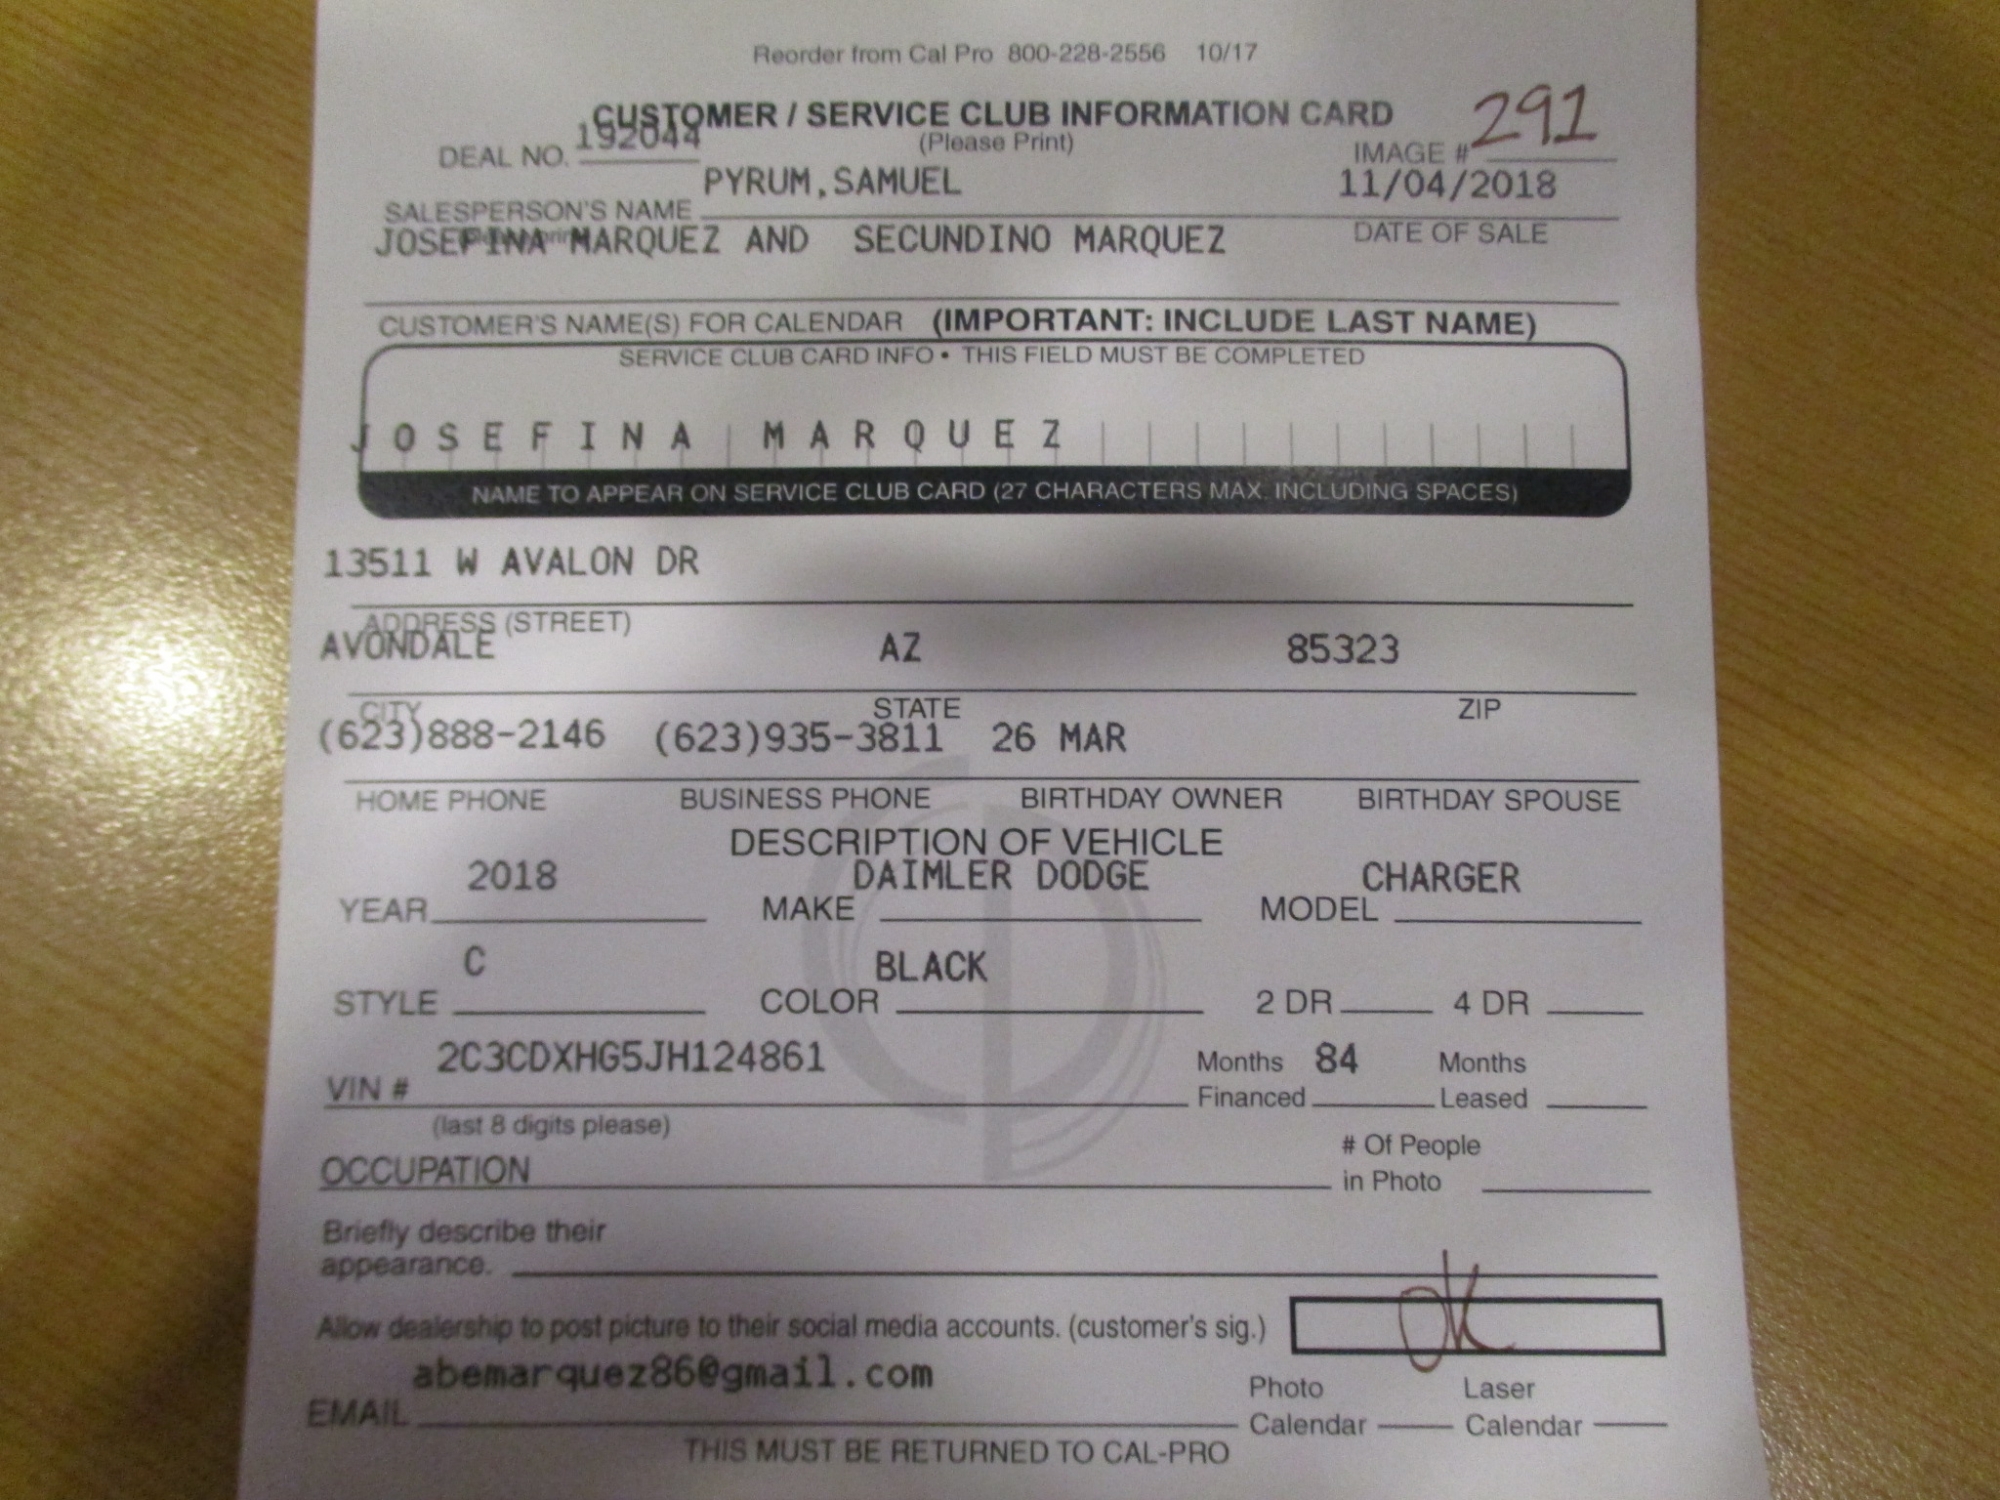 Reorder from Cal Pro 800-228-2556 10/17
CUSTOMER / SERVICE CLUB INFORMATION CARD
(Please Print)
DEAL NO. 192044
IMAGE # 291
SALESPERSON'S NAME PYRUM,SAMUEL
11/04/2018
DATE OF SALE
JOSEFINA MARQUEZ AND SECUNDINO MARQUEZ
CUSTOMER'S NAME(S) FOR CALENDAR (IMPORTANT: INCLUDE LAST NAME)
SERVICE CLUB CARD INFO • THIS FIELD MUST BE COMPLETED
JOSEFINA MARQUEZ
NAME TO APPEAR ON SERVICE CLUB CARD (27 CHARACTERS MAX. INCLUDING SPACES)
13511 W AVALON DR
ADDRESS (STREET)
AVONDALE AZ 85323
CITY STATE ZIP
(623)888-2146 (623)935-3811 26 MAR
HOME PHONE BUSINESS PHONE BIRTHDAY OWNER BIRTHDAY SPOUSE
DESCRIPTION OF VEHICLE
YEAR 2018 MAKE DAIMLER DODGE MODEL CHARGER
STYLE C COLOR BLACK 2 DR 4 DR
VIN # 2C3CDXHG5JH124861
Months Financed 84 Months Leased
(last 8 digits please)
OCCUPATION
# Of People in Photo
Briefly describe their
appearance.
Allow dealership to post picture to their social media accounts. (customer's sig.) OK
EMAIL abemarquez86@gmail.com
Photo Calendar Laser Calendar
THIS MUST BE RETURNED TO CAL-PRO